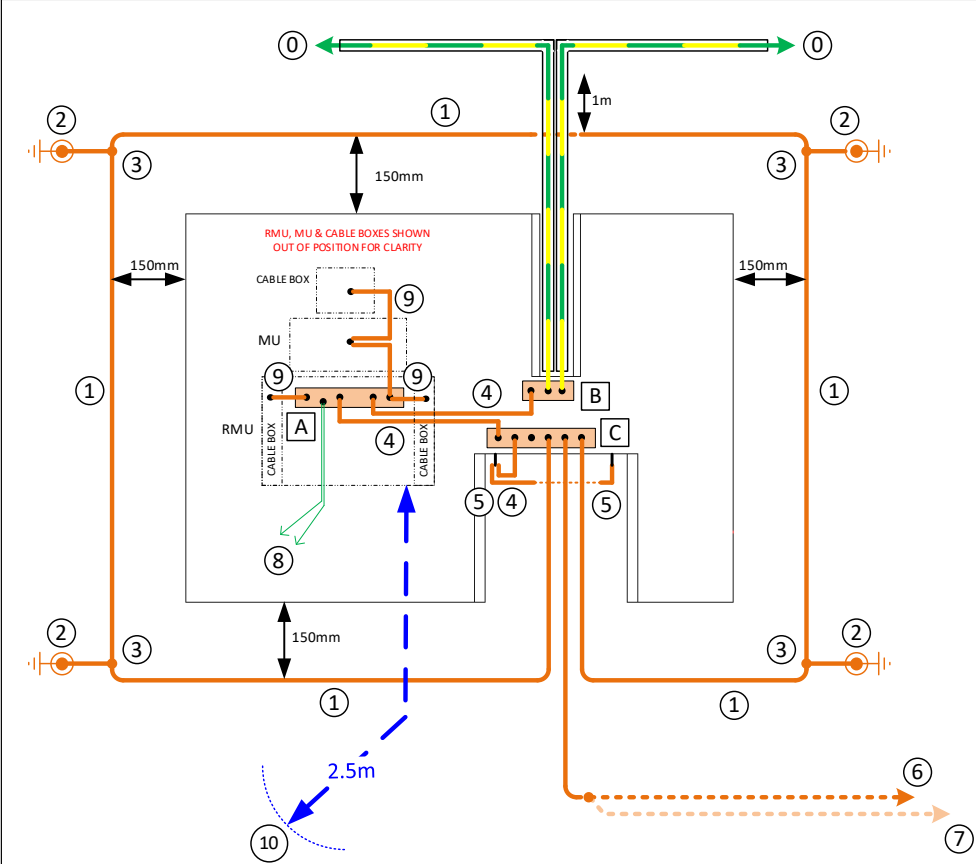 0
0
1m
1
2
2
3
3
150mm
RMU, MU & CABLE BOXES SHOWN
OUT OF POSITION FOR CLARITY
150mm
150mm
CABLE BOX
9
MU
9
9
4
B
1
1
A
C
RMU
4
CABLE BOX
CABLE BOX
5
4
5
8
2
2
3
3
150mm
1
1
2.5m
6
10
7